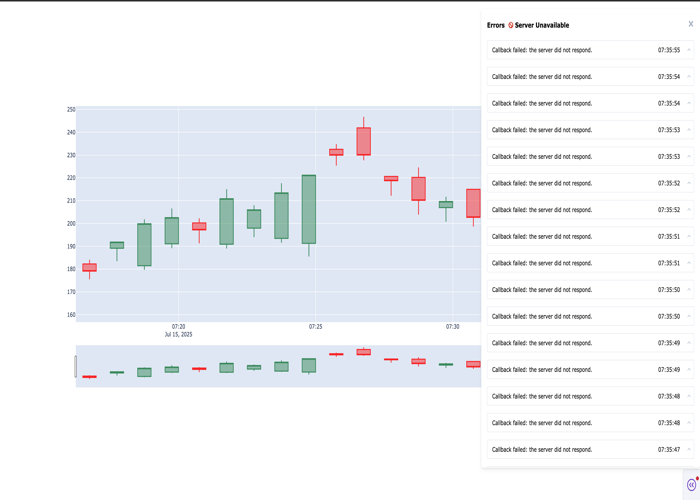 Errors 🚫 Server Unavailable
X
Callback failed: the server did not respond. 07:35:55
Callback failed: the server did not respond. 07:35:54
Callback failed: the server did not respond. 07:35:54
Callback failed: the server did not respond. 07:35:53
Callback failed: the server did not respond. 07:35:53
Callback failed: the server did not respond. 07:35:52
Callback failed: the server did not respond. 07:35:52
Callback failed: the server did not respond. 07:35:51
Callback failed: the server did not respond. 07:35:51
Callback failed: the server did not respond. 07:35:50
Callback failed: the server did not respond. 07:35:50
Callback failed: the server did not respond. 07:35:49
Callback failed: the server did not respond. 07:35:49
Callback failed: the server did not respond. 07:35:48
Callback failed: the server did not respond. 07:35:48
Callback failed: the server did not respond. 07:35:47
250
240
230
220
210
200
190
180
170
160
07:20
Jul 15, 2025
07:25
07:30